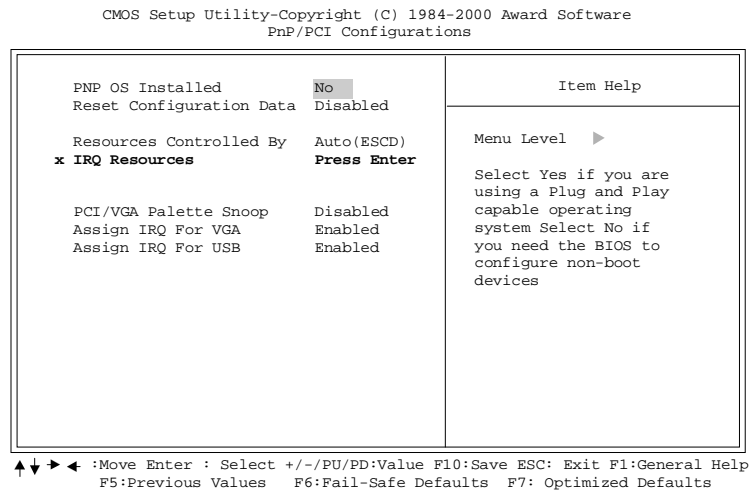 CMOS Setup Utility-Copyright (C) 1984-2000 Award Software
PnP/PCI Configurations
PNP OS Installed No
Reset Configuration Data Disabled
Resources Controlled By Auto(ESCD)
x IRQ Resources Press Enter
PCI/VGA Palette Snoop Disabled
Assign IRQ For VGA Enabled
Assign IRQ For USB Enabled
Item Help
Menu Level
Select Yes if you are
using a Plug and Play
capable operating
system Select No if
you need the BIOS to
configure non-boot
devices
:Move Enter : Select +/-/PU/PD:Value F10:Save ESC: Exit F1:General Help
F5:Previous Values F6:Fail-Safe Defaults F7: Optimized Defaults